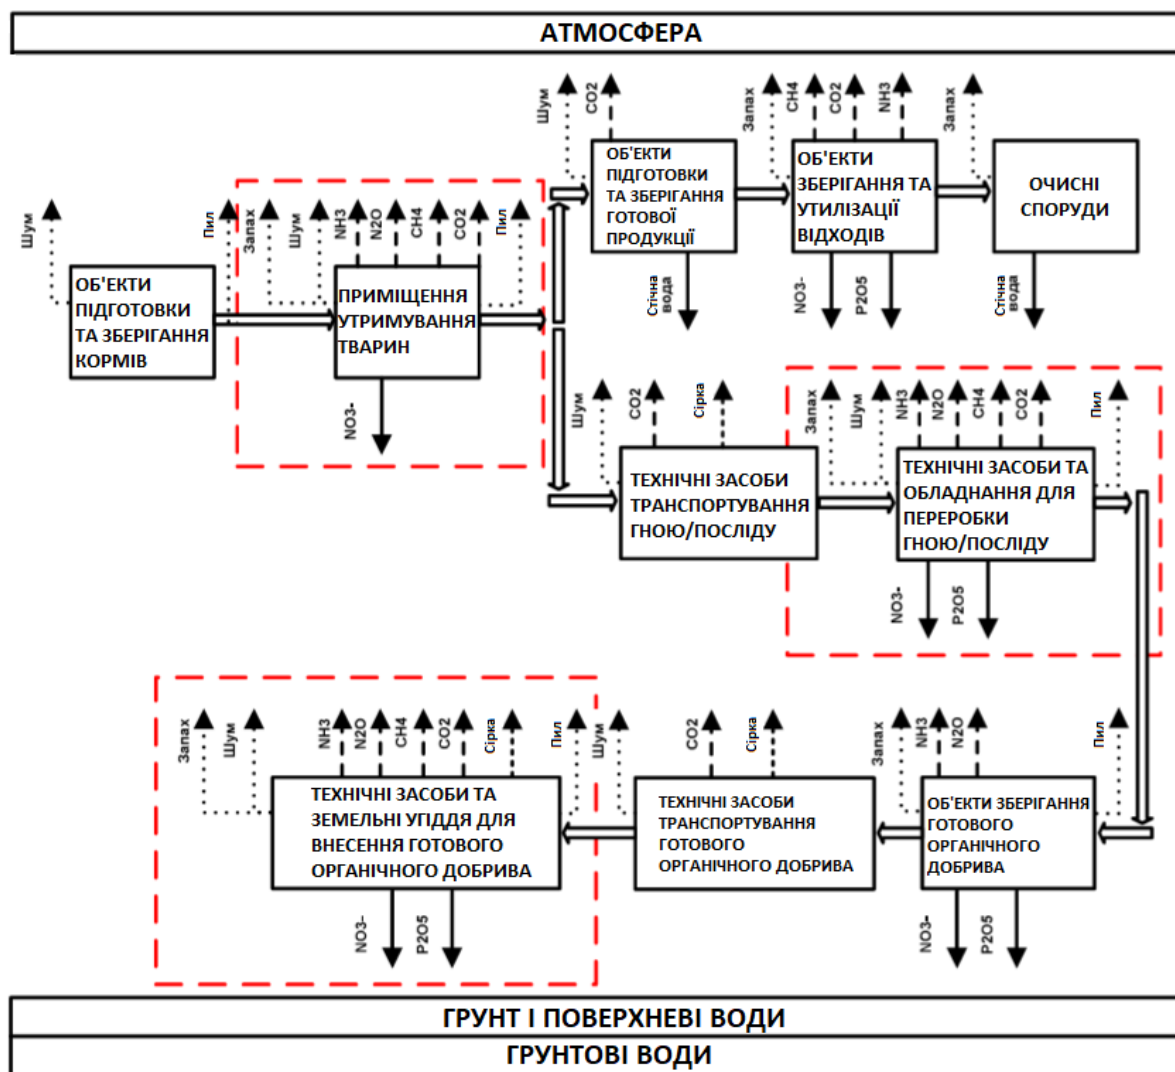 АТМОСФЕРА
Шум
CO2
Запах
CH4
CO2
NH3
Запах
ОБ'ЕКТИ
ПІДГОТОВКИ
ТА ЗБЕРІГАННЯ
ГОТОВОЇ
ПРОДУКЦІЇ
ОБ'ЕКТИ
ЗБЕРІГАННЯ ТА
УТИЛІЗАЦІЇ
ВІДХОДІВ
ОЧИСНІ
СПОРУДИ
Стічна
вода
NO3-
P2O5
Стічна
вода
Шум
Пил
Запах
Шум
NH3
N2O
CH4
CO2
Пил
ОБ'ЕКТИ
ПІДГОТОВКИ
ТА ЗБЕРІГАННЯ
КОРМІВ
ПРИМІЩЕННЯ
УТРИМУВАННЯ
ТВАРИН
NO3-
Шум
CO2
Сірка
Запах
Шум
NH3
N2O
CH4
CO2
Пил
ТЕХНІЧНІ ЗАСОБИ
ТРАНСПОРТУВАННЯ
ГНОЮ/ПОСЛІДУ
ТЕХНІЧНІ ЗАСОБИ ТА
ОБЛАДНАННЯ ДЛЯ
ПЕРЕРОБКИ
ГНОЮ/ПОСЛІДУ
NO3-
P2O5
Запах
Шум
NH3
N2O
CH4
CO2
Сірка
Пил
Шум
CO2
Сірка
Запах
NH3
N2O
Пил
ТЕХНІЧНІ ЗАСОБИ ТА
ЗЕМЕЛЬНІ УГІДДЯ ДЛЯ
ВНЕСЕННЯ ГОТОВОГО
ОРГАНІЧНОГО ДОБРИВА
ТЕХНІЧНІ ЗАСОБИ
ТРАНСПОРТУВАННЯ
ГОТОВОГО
ОРГАНІЧНОГО ДОБРИВА
ОБ'ЕКТИ ЗБЕРІГАННЯ
ГОТОВОГО
ОРГАНІЧНОГО
ДОБРИВА
NO3-
P2O5
NO3-
P2O5
ГРУНТ І ПОВЕРХНЕВІ ВОДИ
ГРУНТОВІ ВОДИ